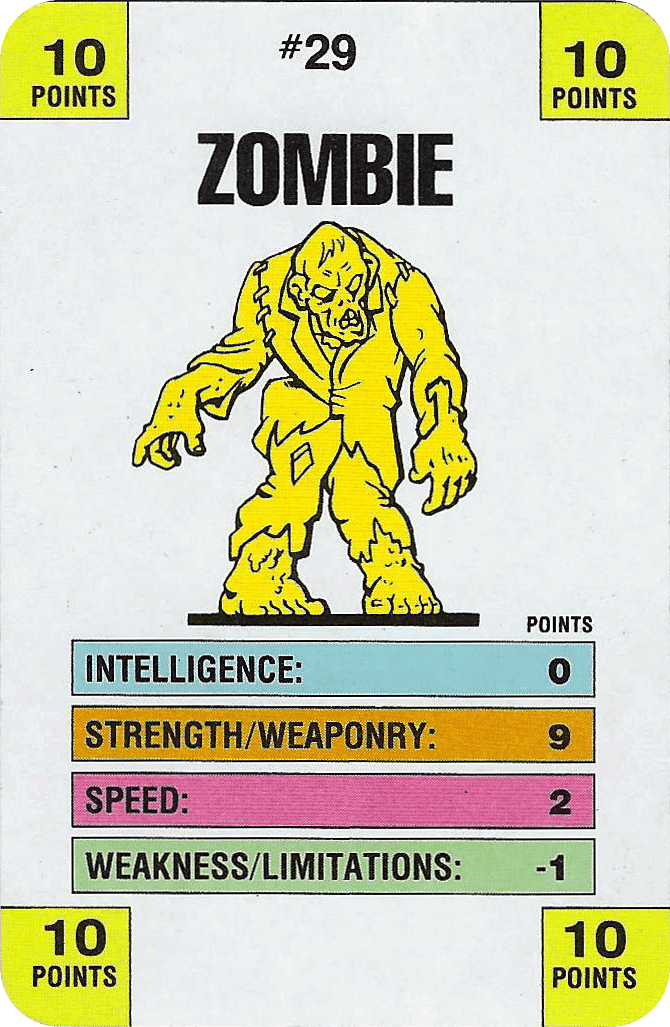 10
POINTS
#29
10
POINTS
ZOMBIE
POINTS
INTELLIGENCE: 0
STRENGTH/WEAPONRY: 9
SPEED: 2
WEAKNESS/LIMITATIONS: -1
10
POINTS
10
POINTS